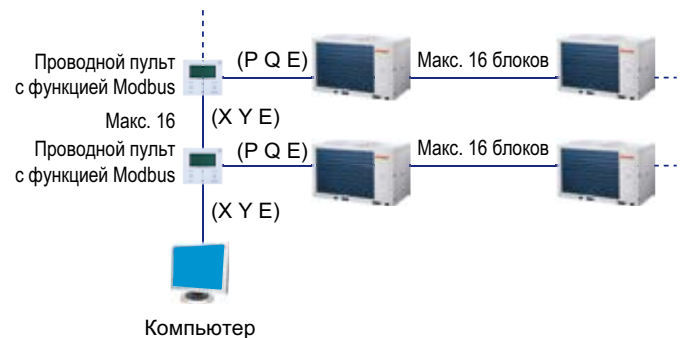 Проводной пульт
с функцией Modbus
(P Q E)
Макс. 16 блоков
Макс. 16
(X Y E)
Проводной пульт
с функцией Modbus
(P Q E)
Макс. 16 блоков
(X Y E)
Компьютер